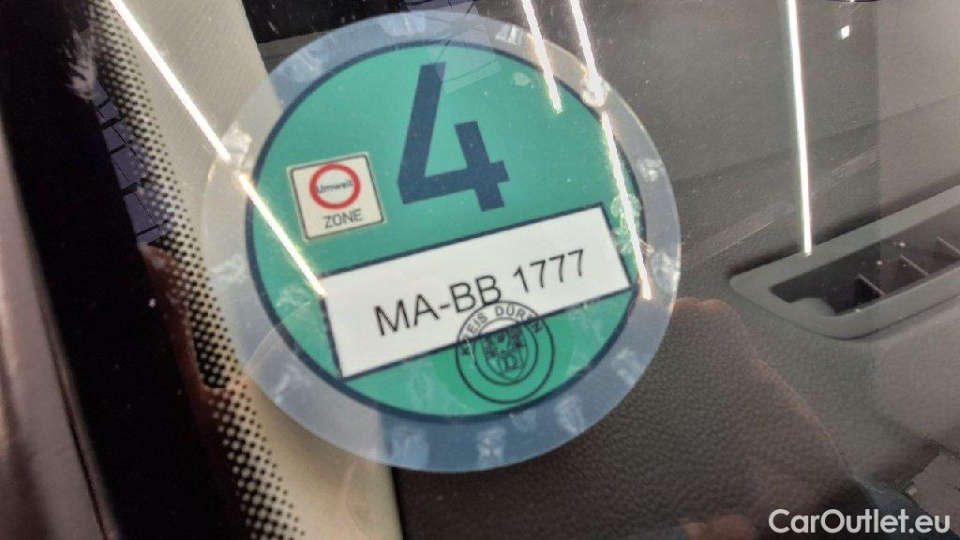 4
Umwelt
ZONE
MA-BB 1777
KREIS DÜREN
CarOutlet.eu